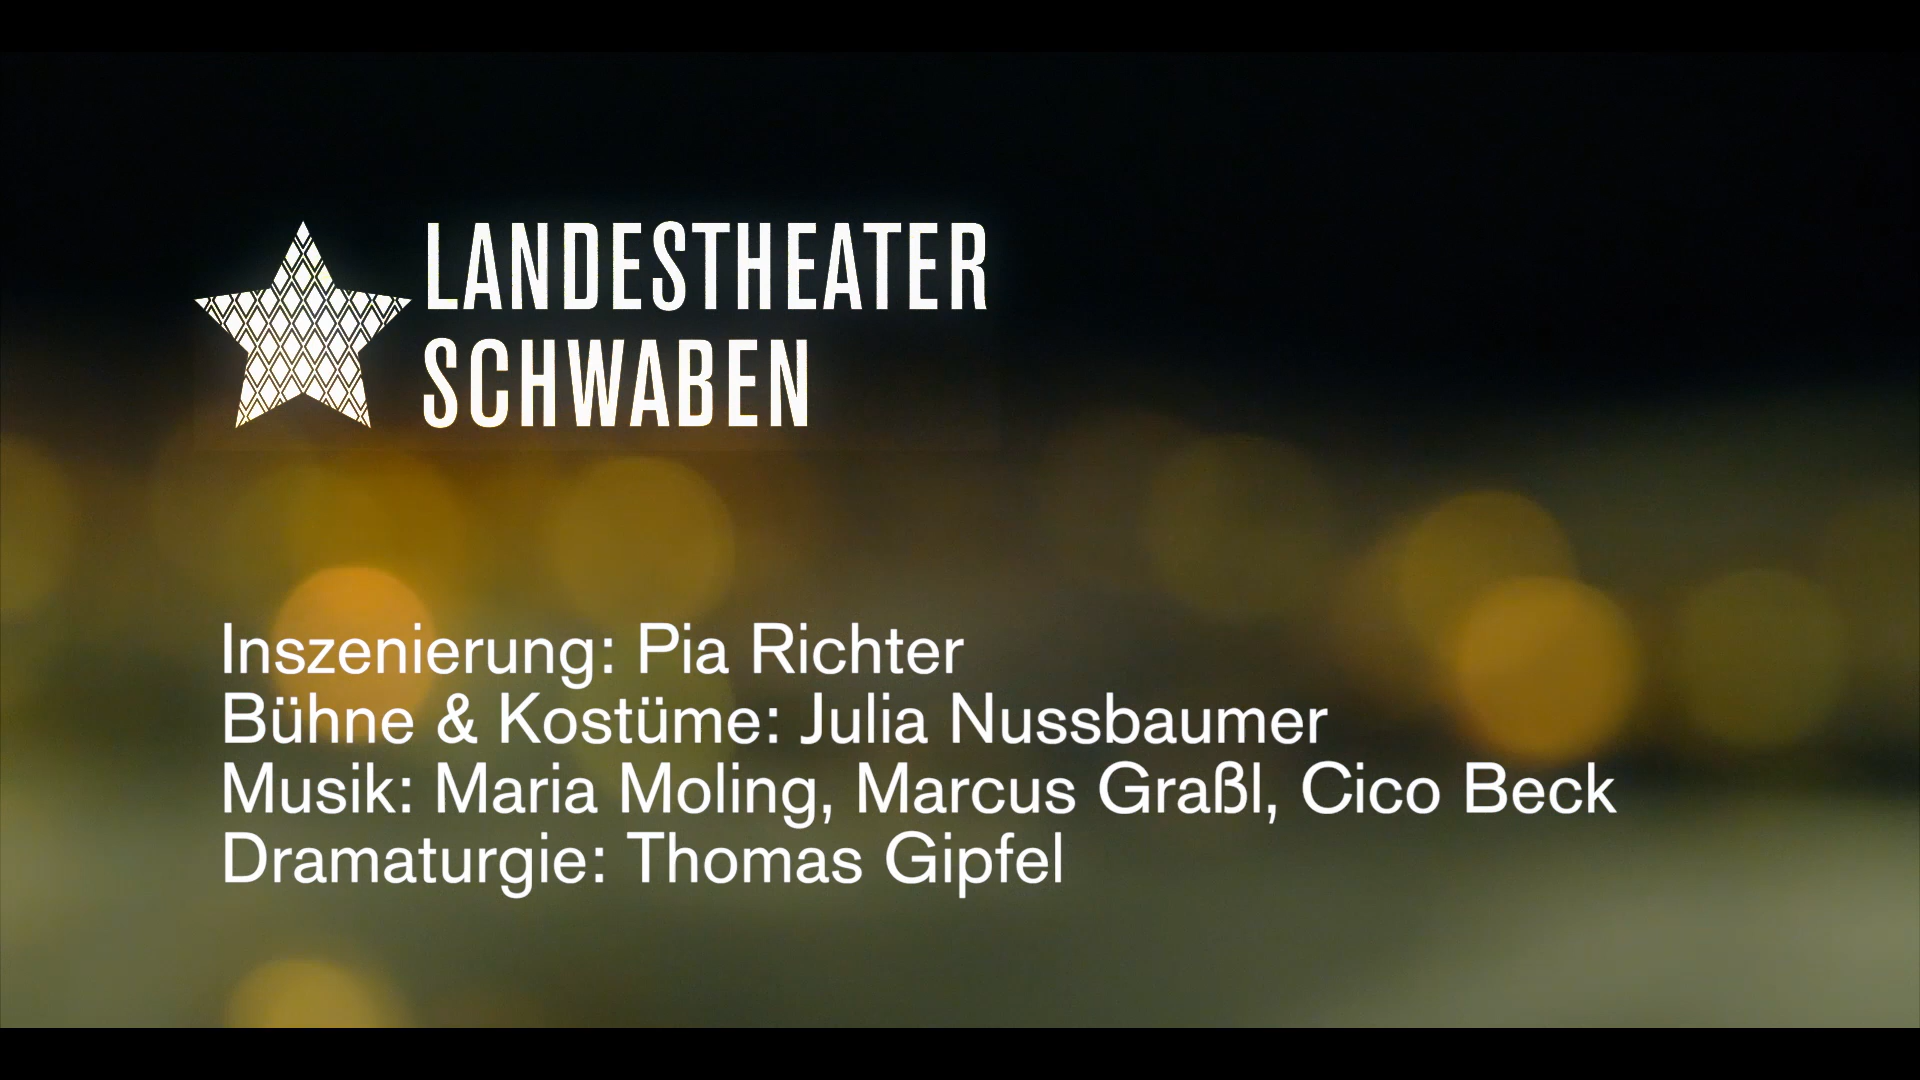 LANDESTHEATER
SCHWABEN
Inszenierung: Pia Richter
Bühne & Kostüme: Julia Nussbaumer
Musik: Maria Moling, Marcus Graßl, Cico Beck
Dramaturgie: Thomas Gipfel